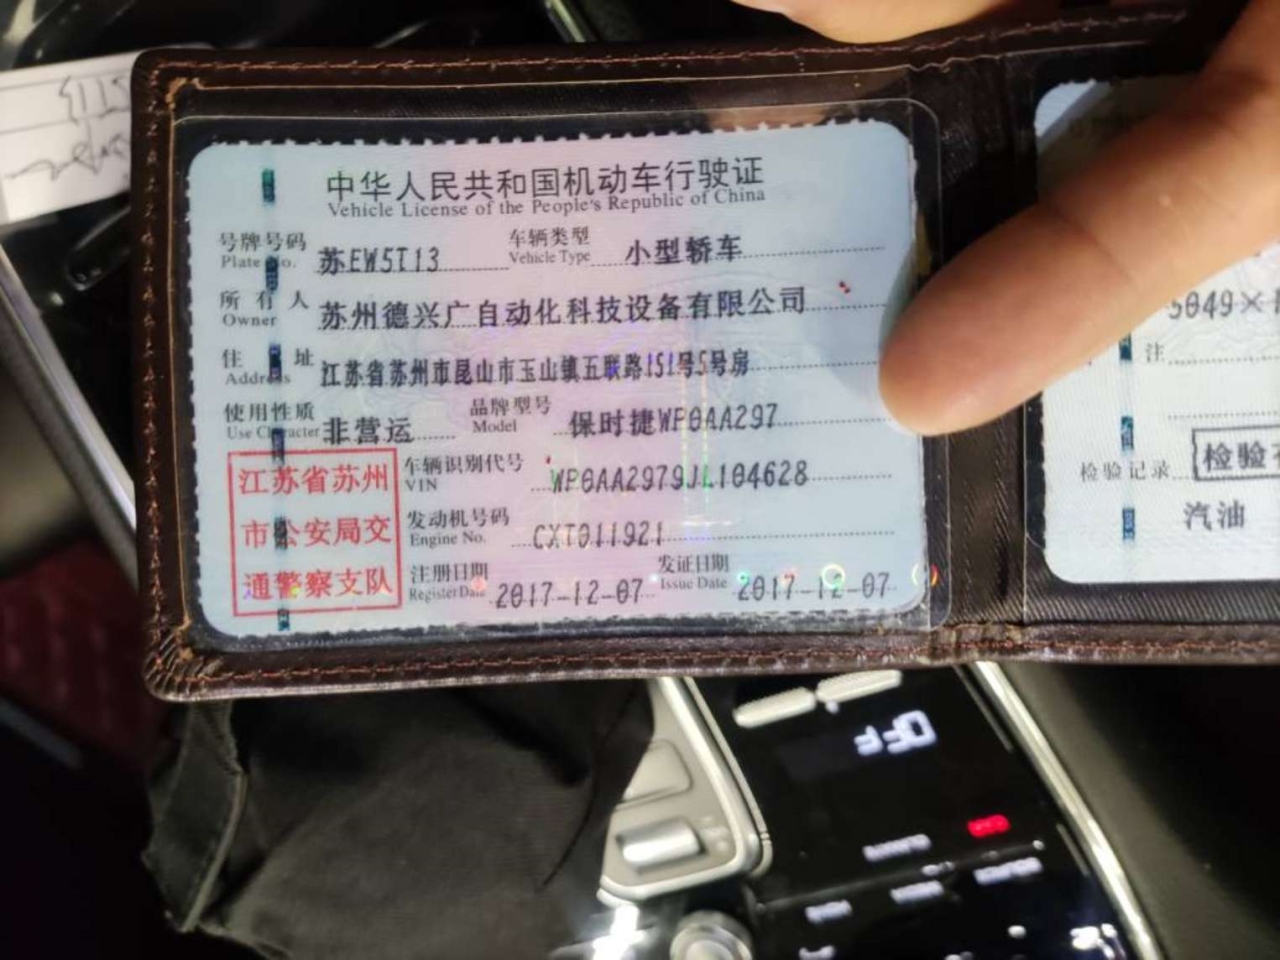 中华人民共和国机动车行驶证
Vehicle License of the People's Republic of China
号牌号码 苏EW5T13 车辆类型 小型轿车
Plate No. Vehicle Type
所有人 苏州德兴广自动化科技设备有限公司
Owner
住址 江苏省苏州市昆山市玉山镇五联路151号5号房
Address
使用性质 非营运 品牌型号 保时捷WP0AA297
Use Character Model
江苏省苏州
市公安局交
通警察支队
车辆识别代号 WP0AA2979JL104628
VIN
发动机号码 CXT011921
Engine No.
注册日期 2017-12-07 发证日期 2017-12-07
Register Date Issue Date
5049×
注
检验记录 检验
汽油
OFF